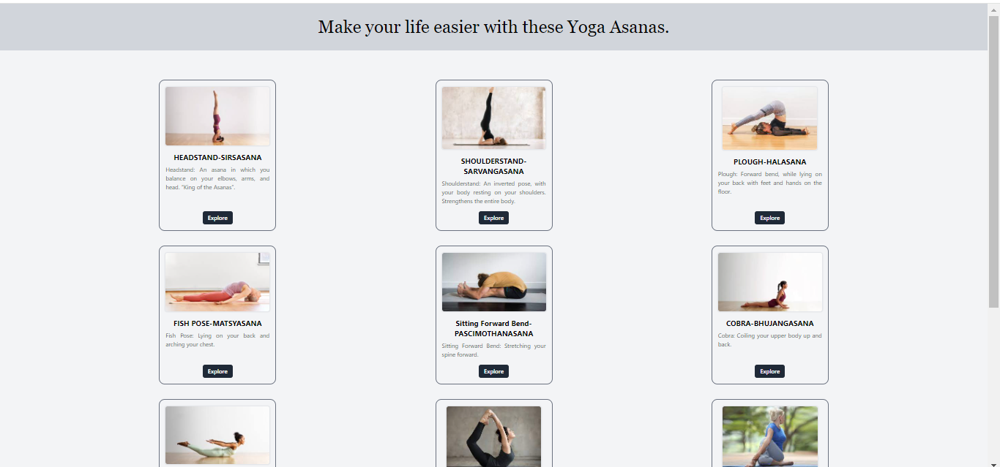 Make your life easier with these Yoga Asanas.
HEADSTAND-SIRSASANA
Headstand: An asana in which you
balance on your elbows, arms, and
head. "King of the Asanas".
Explore
SHOULDERSTAND-
SARVANGASANA
Shoulderstand: An inverted pose, with
your body resting on your shoulders.
Strengthens the entire body.
Explore
PLOUGH-HALASANA
Plough: Forward bend, while lying on
your back with feet and hands on the
floor.
Explore
FISH POSE-MATSYASANA
Fish Pose: Lying on your back and
arching your chest.
Explore
Sitting Forward Bend-
PASCIMOTHANASANA
Sitting Forward Bend: Stretching your
spine forward.
Explore
COBRA-BHUJANGASANA
Cobra: Coiling your upper body up and
back.
Explore